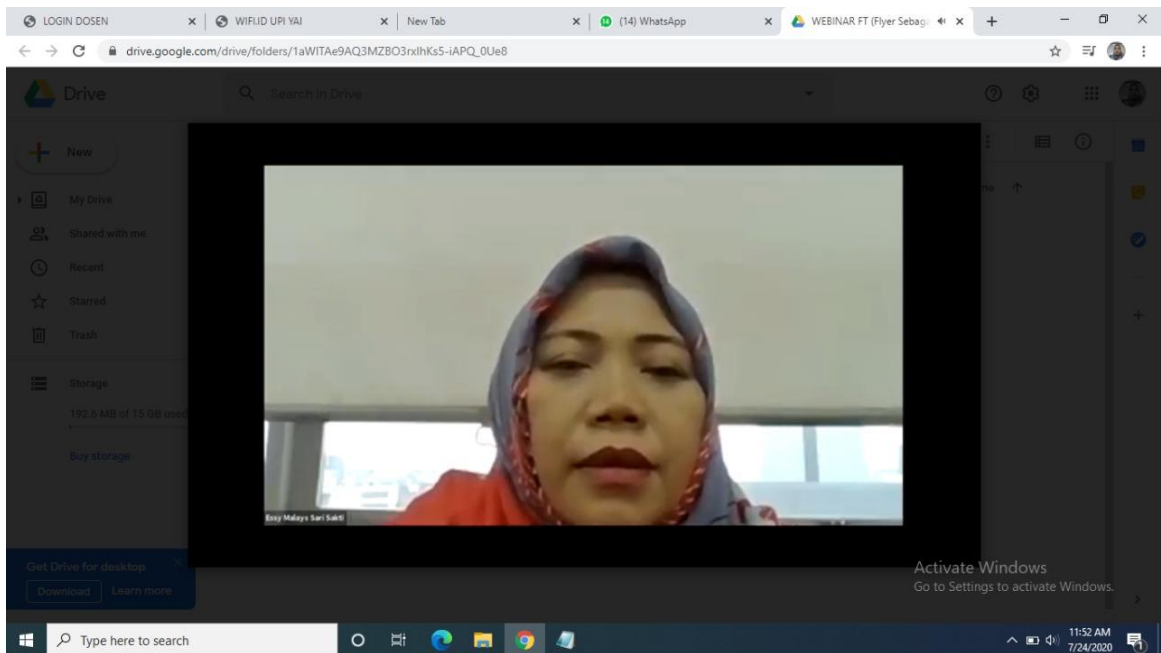 LOGIN DOSEN
WIFI.ID UPI YAI
New Tab
(14) WhatsApp
WEBINAR FT (Flyer Sebaga
drive.google.com/drive/folders/
Drive
Search in Drive
New
My Drive
Shared with me
Recent
Starred
Trash
Storage
192.6 MB of 15 GB used
Buy storage
Essy Malays Sari Sakti
Get Drive for desktop
Download
Learn more
Activate Windows
Go to Settings to activate Windows.
Type here to search
11:52 AM
7/24/2020